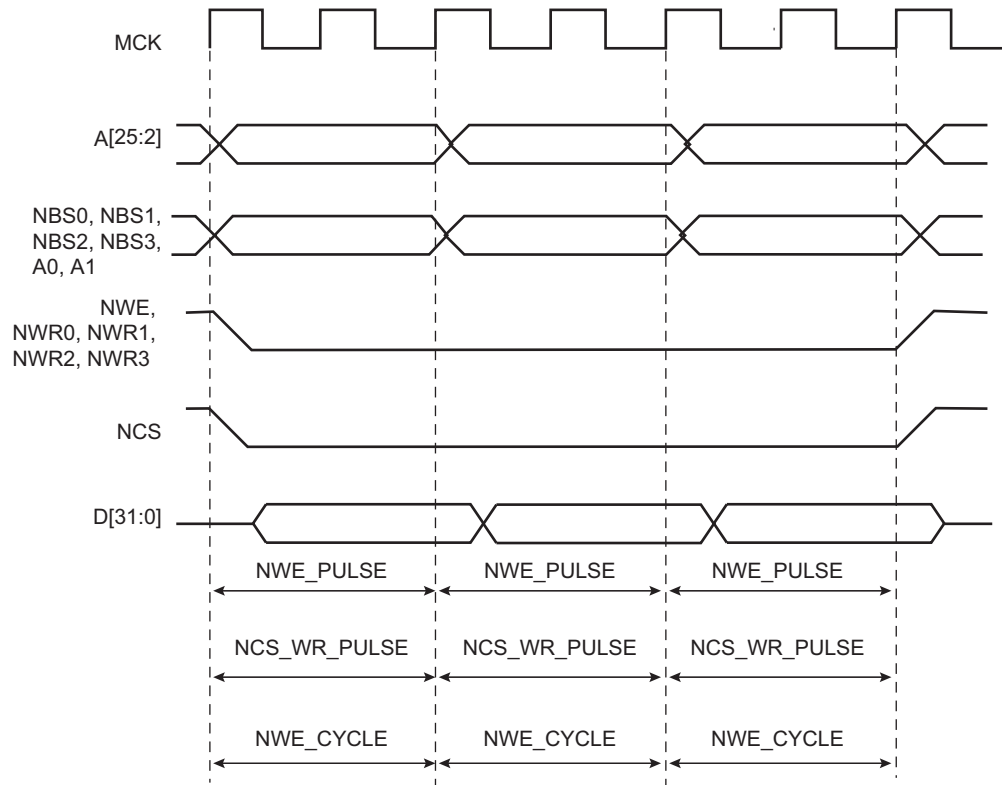 MCK
A[25:2]
NBS0, NBS1,
NBS2, NBS3,
A0, A1
NWE,
NWR0, NWR1,
NWR2, NWR3
NCS
D[31:0]
NWE_PULSE NWE_PULSE NWE_PULSE
NCS_WR_PULSE NCS_WR_PULSE NCS_WR_PULSE
NWE_CYCLE NWE_CYCLE NWE_CYCLE